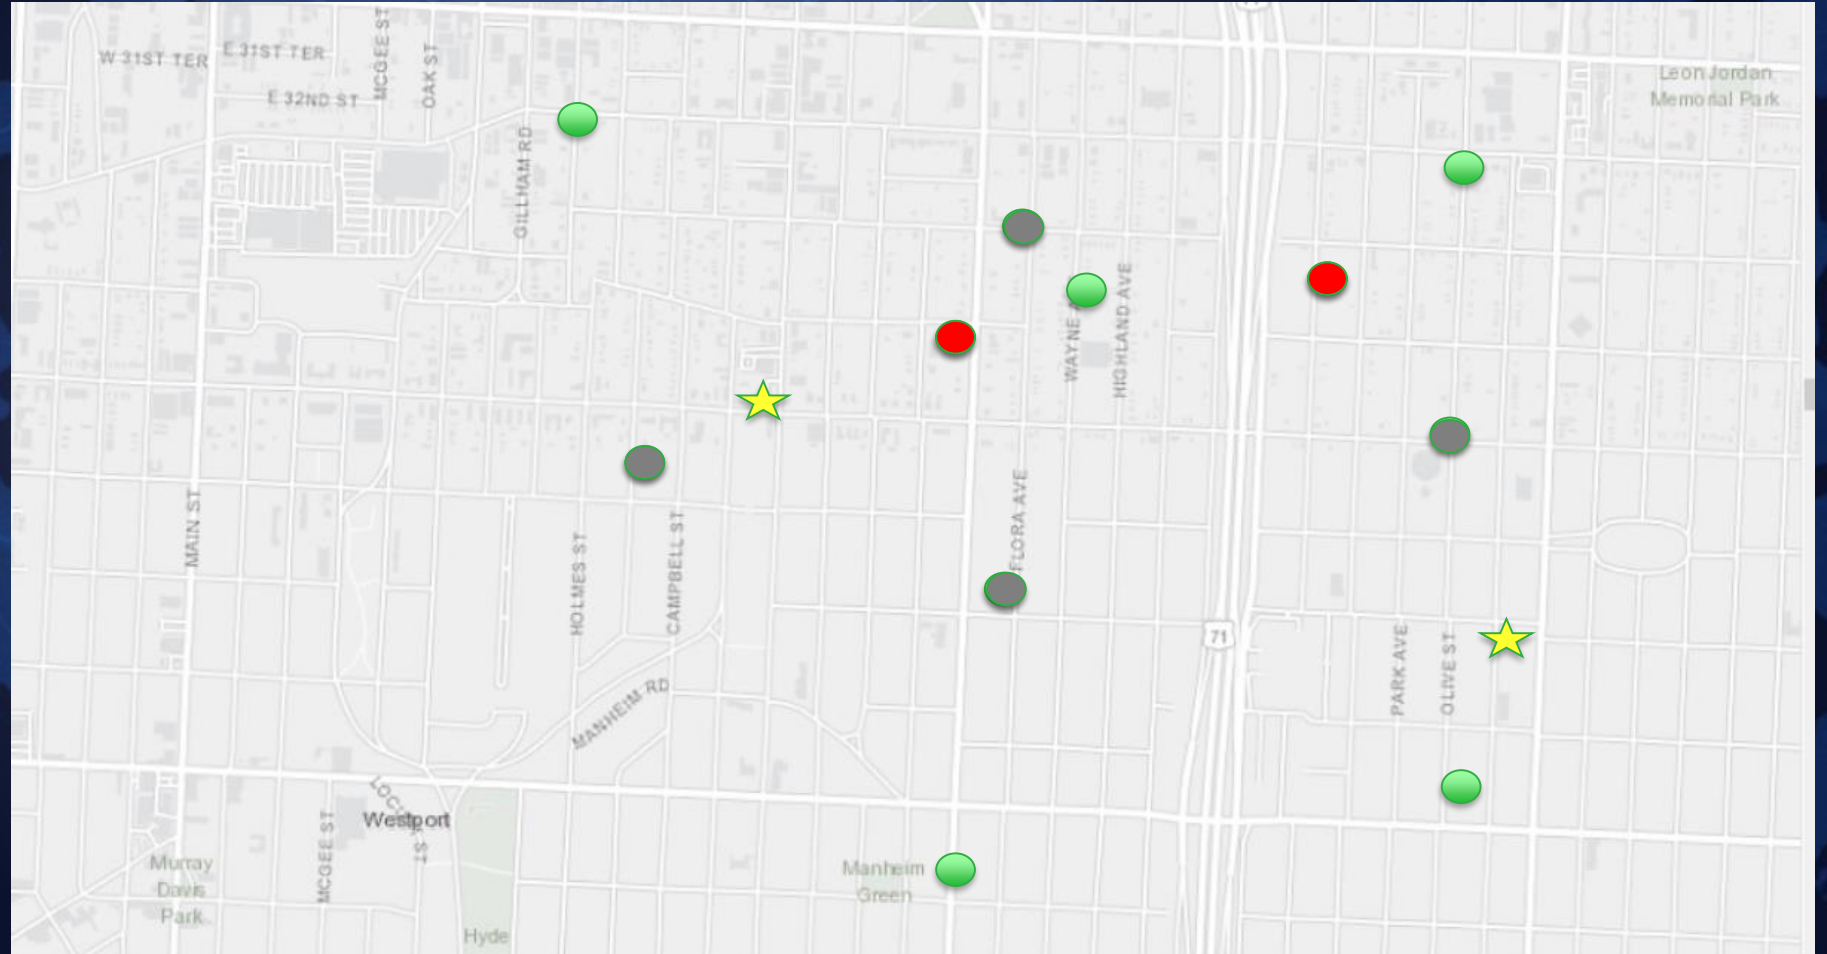 W 31ST TER
E 31ST TER
MCGEE ST
OAK ST
E 32ND ST
Leon Jordan
Memorial Park
GILLHAM RD
WAYNE A
HIGHLAND AVE
MAIN ST
HOLMES ST
CAMPBELL ST
FLORA AVE
71
PARK AVE
OLIVE ST
MANHEIM RD
Westport
MCGEE ST
Murray
Davis
Park
Manheim
Green
Hyde